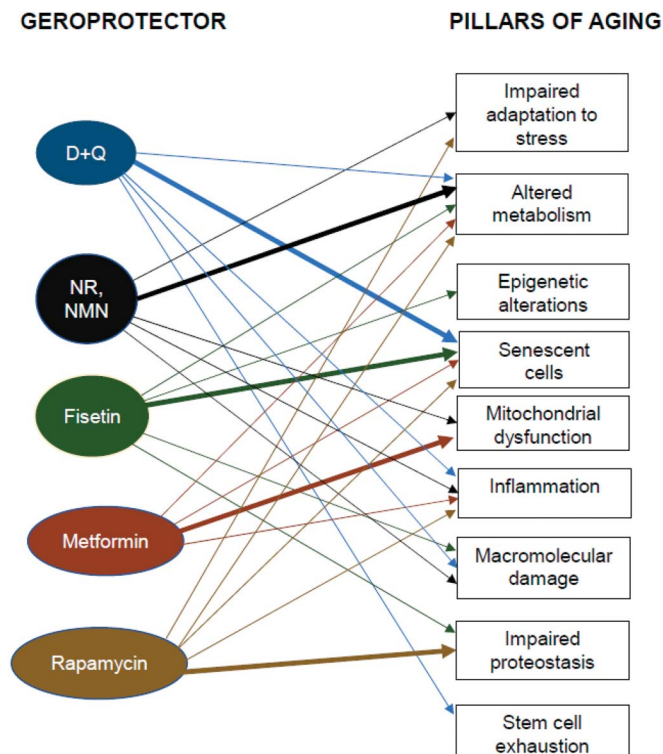 GEROPROTECTOR
PILLARS OF AGING
D+Q
NR,
NMN
Fisetin
Metformin
Rapamycin
Impaired
adaptation to
stress
Altered
metabolism
Epigenetic
alterations
Senescent
cells
Mitochondrial
dysfunction
Inflammation
Macromolecular
damage
Impaired
proteostasis
Stem cell
exhaustion